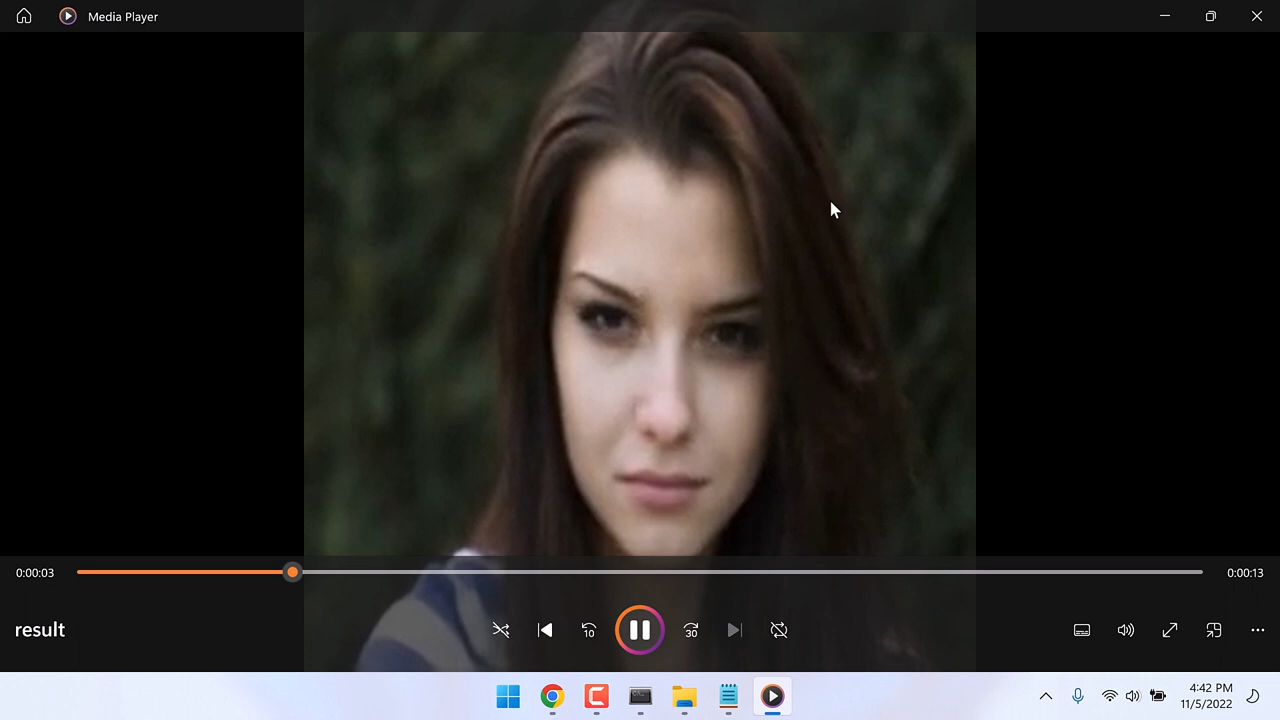 Media Player
0:00:03
0:00:13
result
10
30
4:42 PM
11/5/2022